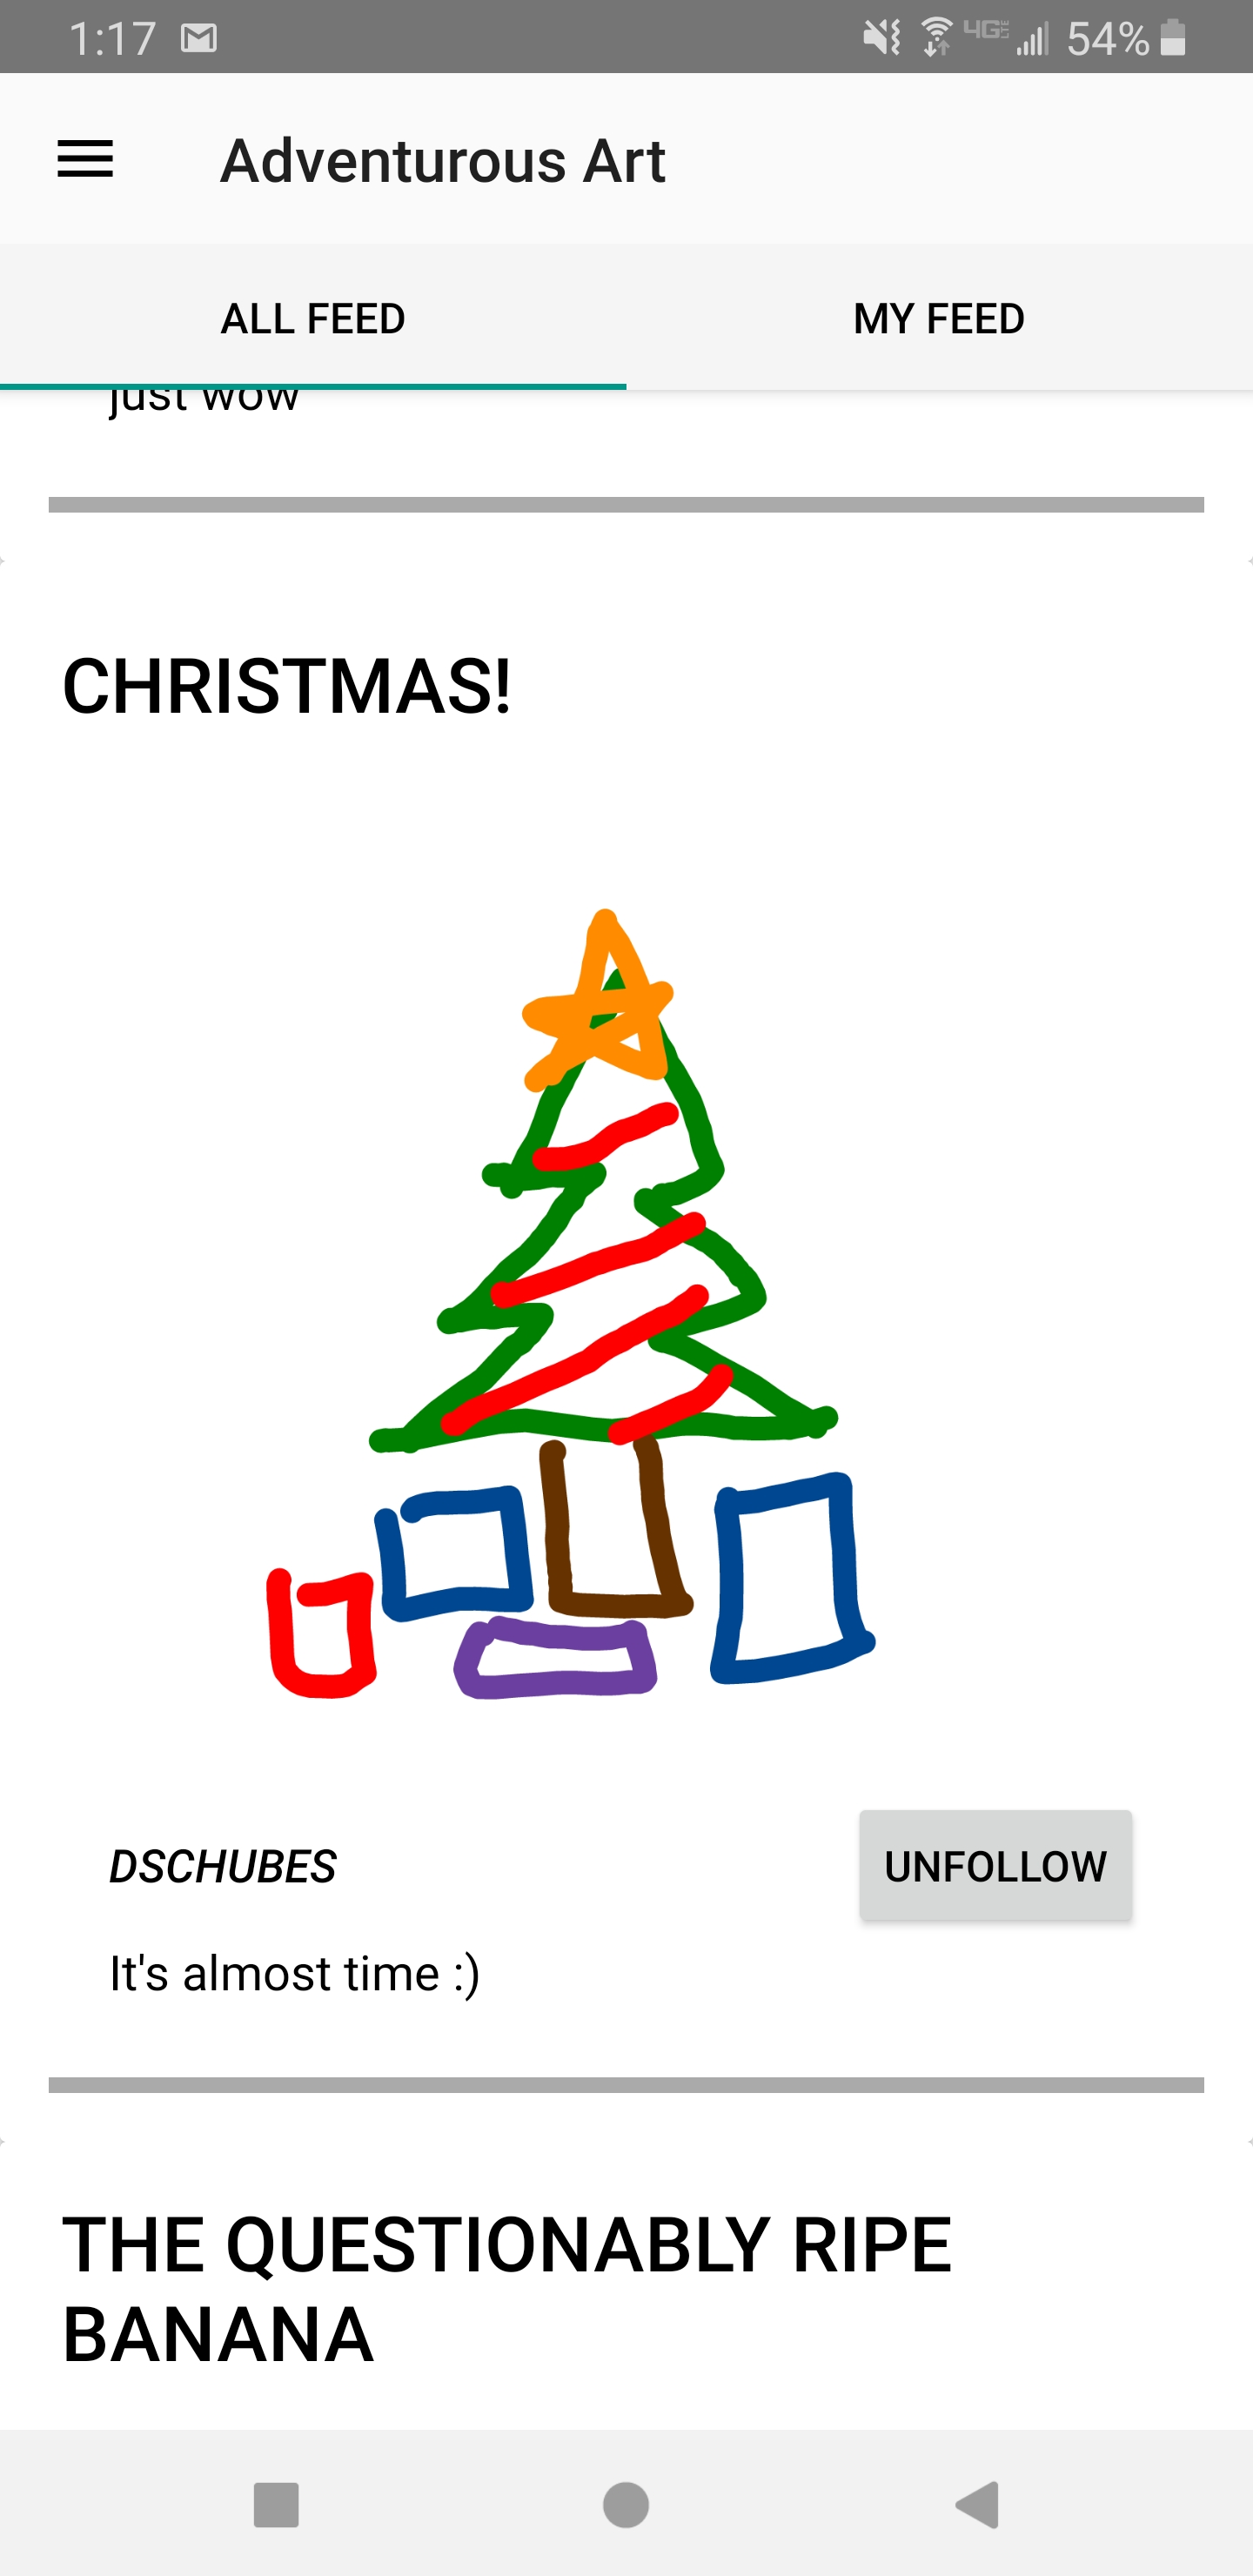 1:17 4G LTE 54%
Adventurous Art
ALL FEED MY FEED
just wow
CHRISTMAS!
DSCHUBES UNFOLLOW
It's almost time :)
THE QUESTIONABLY RIPE
BANANA